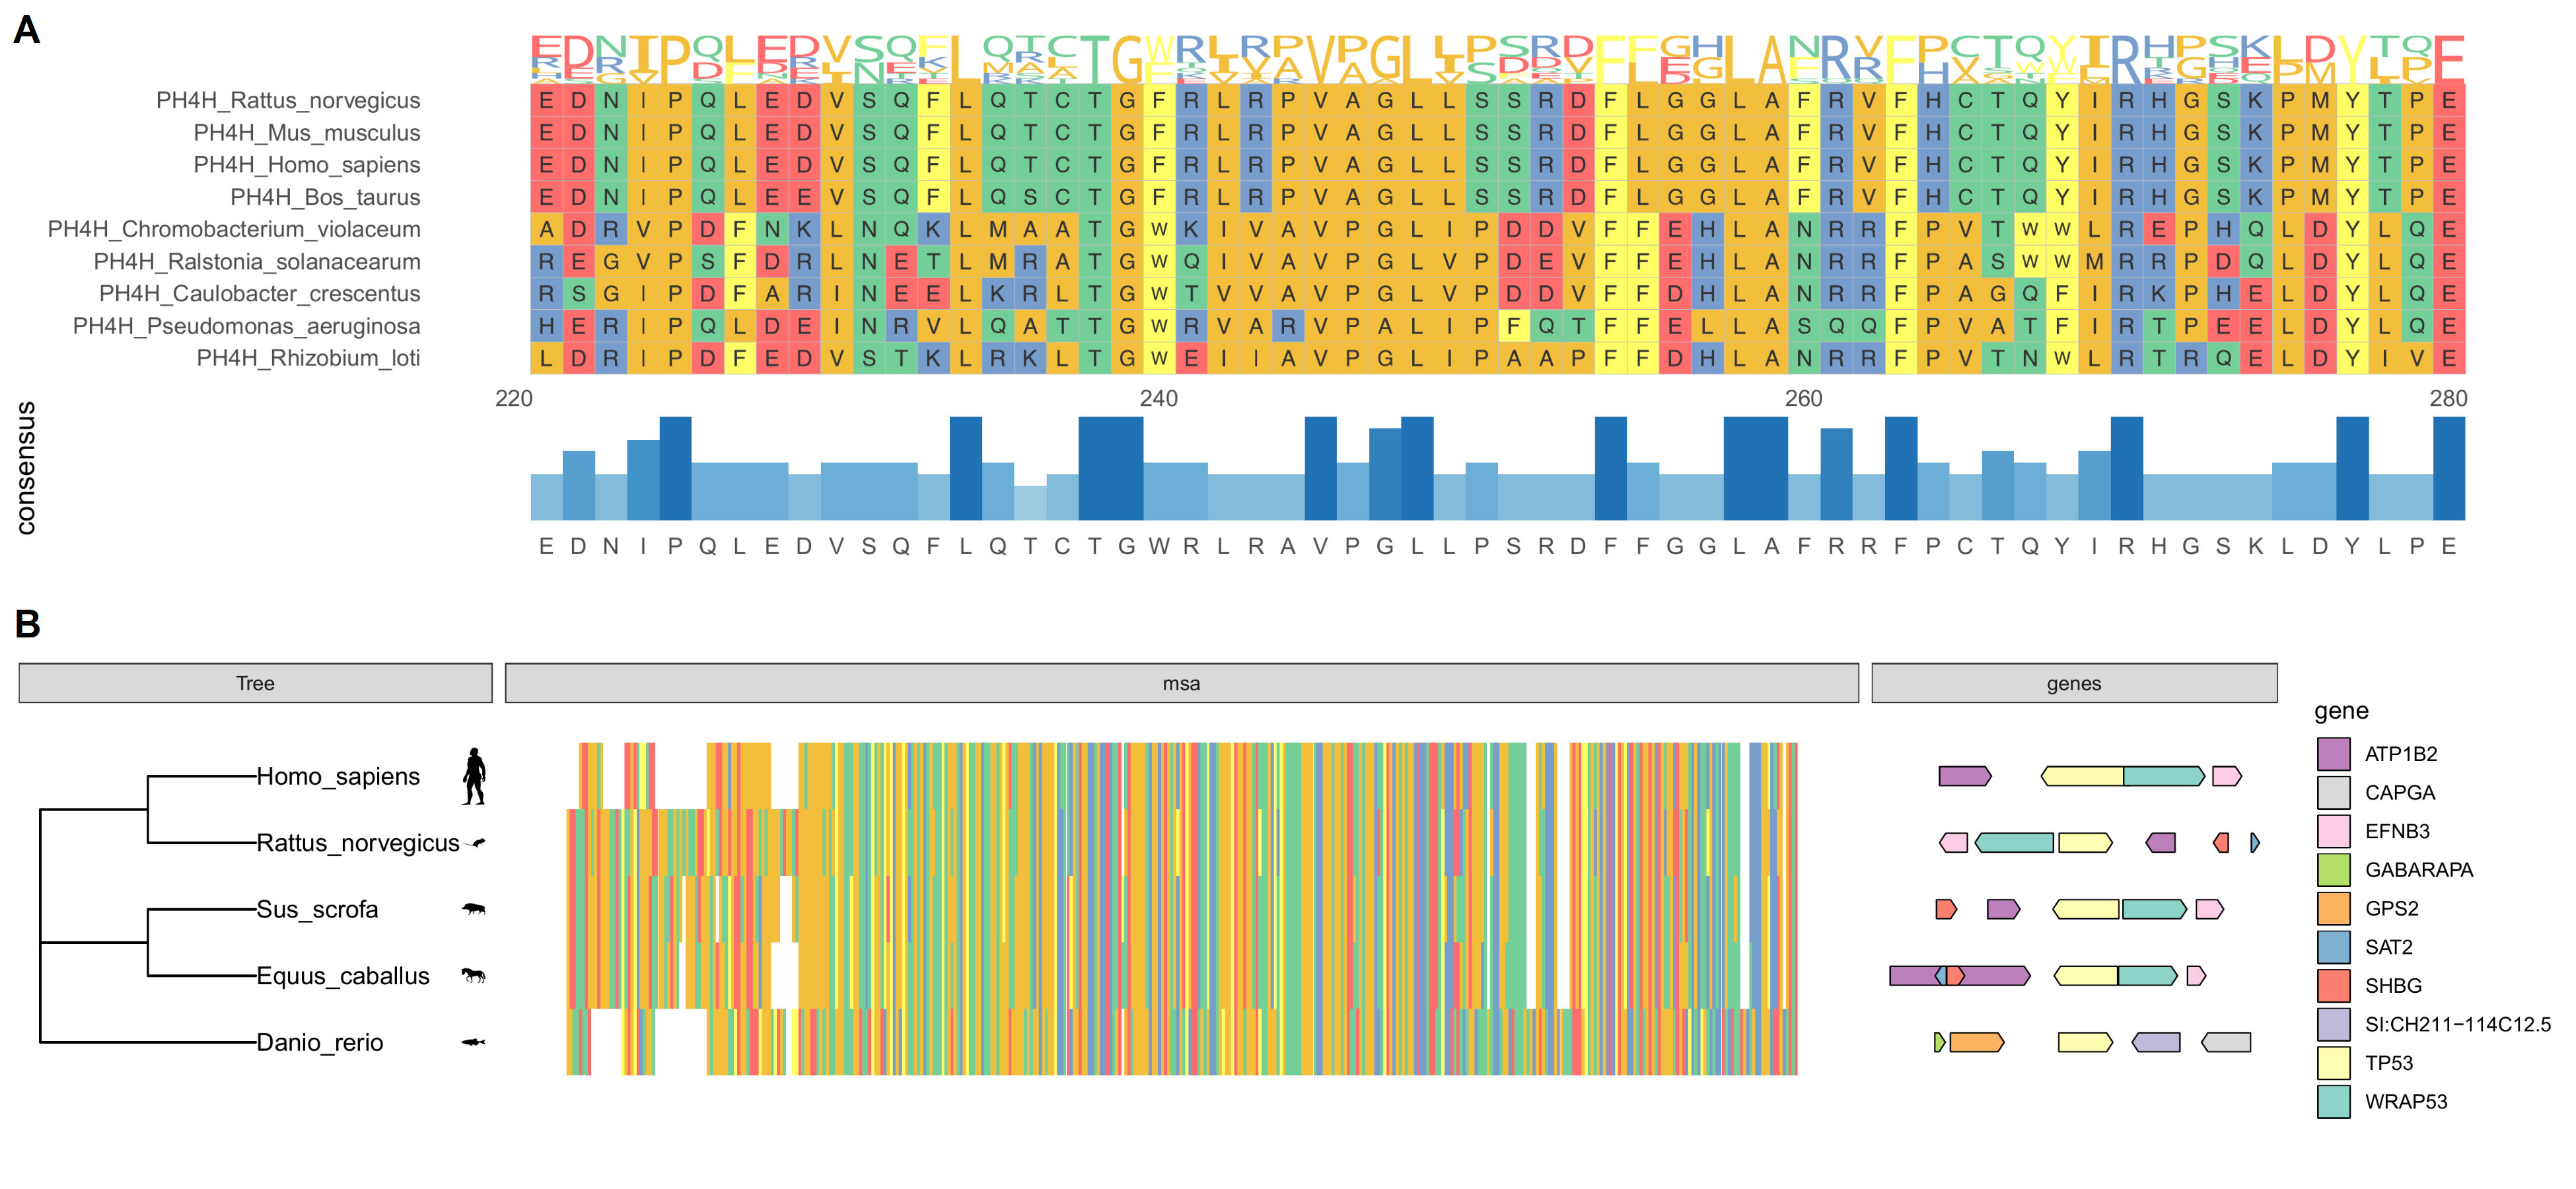 A
PH4H_Rattus_norvegicus E D N I P Q L E D V S Q F L Q T C T G F R L R P V A G L L S S R D F L G G L A F R V F H C T Q Y I R H G S K P M Y T P E
PH4H_Mus_musculus E D N I P Q L E D V S Q F L Q T C T G F R L R P V A G L L S S R D F L G G L A F R V F H C T Q Y I R H G S K P M Y T P E
PH4H_Homo_sapiens E D N I P Q L E D V S Q F L Q T C T G F R L R P V A G L L S S R D F L G G L A F R V F H C T Q Y I R H G S K P M Y T P E
PH4H_Bos_taurus E D N I P Q L E E V S Q F L Q S C T G F R L R P V A G L L S S R D F L G G L A F R V F H C T Q Y I R H G S K P M Y T P E
PH4H_Chromobacterium_violaceum A D R V P D F N K L N Q K L M A A T G W K I V A V P G L I P D D V F F E H L A N R R F P V T W W L R E P H Q L D Y L Q E
PH4H_Ralstonia_solanacearum R E G V P S F D R L N E T L M R A T G W Q I V A V P G L V P D E V F F E H L A N R R F P A S W W M R R P D Q L D Y L Q E
PH4H_Caulobacter_crescentus R S G I P D F A R I N E E L K R L T G W T V V A V P G L V P D D V F F D H L A N R R F P A G Q F I R K P H E L D Y L Q E
PH4H_Pseudomonas_aeruginosa H E R I P Q L D E I N R V L Q A T T G W R V A R V P A L I P F Q T F F E L L A S Q Q F P V A T F I R T P E E L D Y L Q E
PH4H_Rhizobium_loti L D R I P D F E D V S T K L R K L T G W E I I A V P G L I P A A P F F D H L A N R R F P V T N W L R T R Q E L D Y I V E
220 240 260 280
consensus
E D N I P Q L E D V S Q F L Q T C T G W R L R A V P G L L P S R D F F G G L A F R R F P C T Q Y I R H G S K L D Y L P E
B
Tree msa genes
Homo_sapiens
Rattus_norvegicus
Sus_scrofa
Equus_caballus
Danio_rerio
gene
ATP1B2
CAPGA
EFNB3
GABARAPA
GPS2
SAT2
SHBG
SI:CH211−114C12.5
TP53
WRAP53